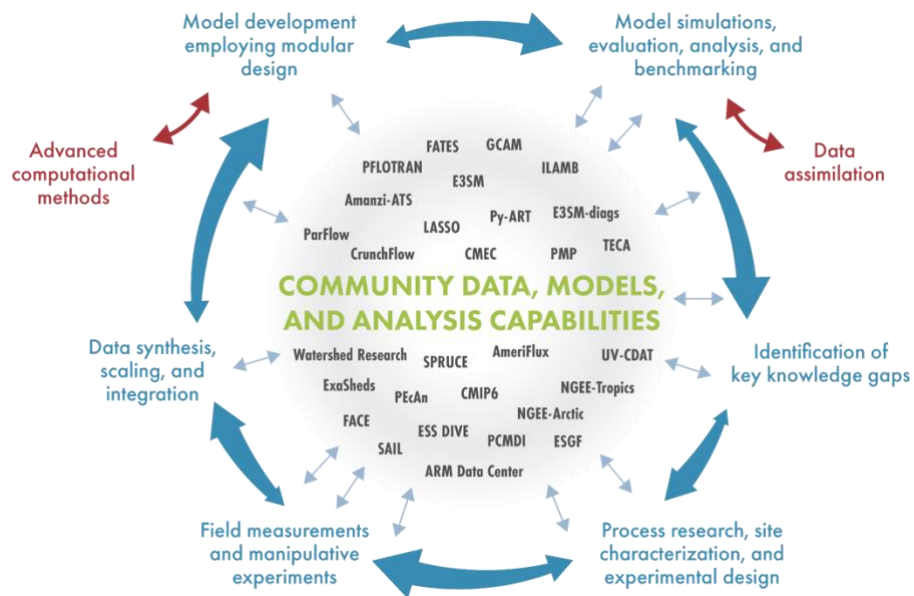 Model development
employing modular
design
Model simulations,
evaluation, analysis, and
benchmarking
Advanced
computational
methods
Data
assimilation
FATES
GCAM
PFLOTRAN
ILAMB
E3SM
Amanzi-ATS
Py-ART
E3SM-diags
LASSO
ParFlow
TECA
CrunchFlow
CMEC
PMP
COMMUNITY DATA, MODELS,
AND ANALYSIS CAPABILITIES
Data synthesis,
scaling, and
integration
Identification of
key knowledge gaps
Watershed Research
SPRUCE
AmeriFlux
UV-CDAT
ExaSheds
PEcAn
CMIP6
NGEE-Tropics
FACE
NGEE-Arctic
ESS DIVE
SAIL
PCMDI
ESGF
ARM Data Center
Field measurements
and manipulative
experiments
Process research, site
characterization, and
experimental design